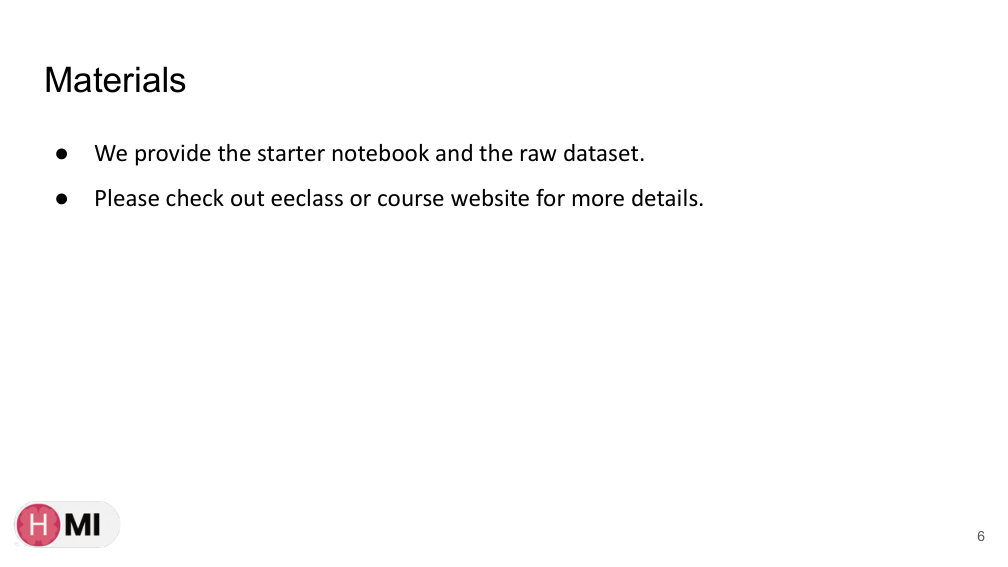 Materials
● We provide the starter notebook and the raw dataset.
● Please check out eeclass or course website for more details.
H MI
6